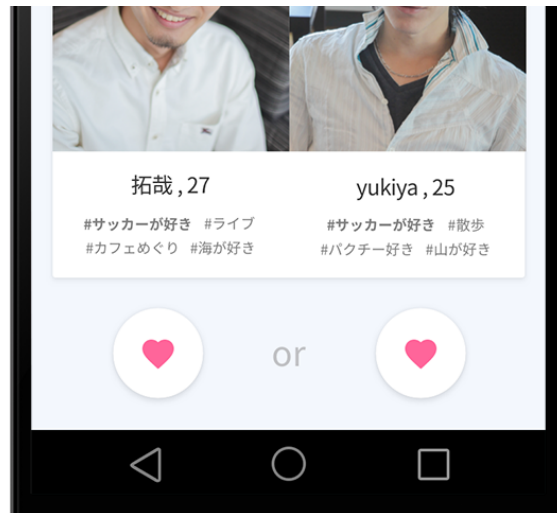 拓哉 , 27
#サッカーが好き #ライブ
#カフェめぐり #海が好き
yukiya , 25
#サッカーが好き #散歩
#パクチー好き #山が好き
or